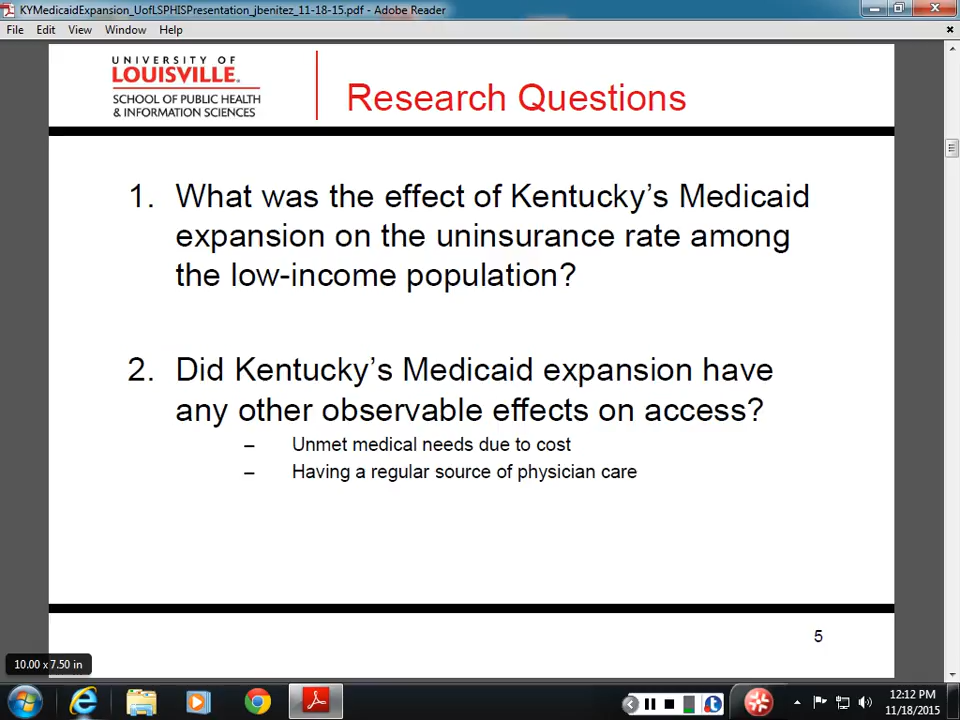 KYMedicaidExpansion_UofLSPHISPresentation_jbenitez_11-18-15.pdf - Adobe Reader
File Edit View Window Help
UNIVERSITY OF
LOUISVILLE.
SCHOOL OF PUBLIC HEALTH
& INFORMATION SCIENCES
Research Questions
1. What was the effect of Kentucky's Medicaid
expansion on the uninsurance rate among
the low-income population?
2. Did Kentucky's Medicaid expansion have
any other observable effects on access?
– Unmet medical needs due to cost
– Having a regular source of physician care
5
10.00 x 7.50 in
12:12 PM
11/18/2015